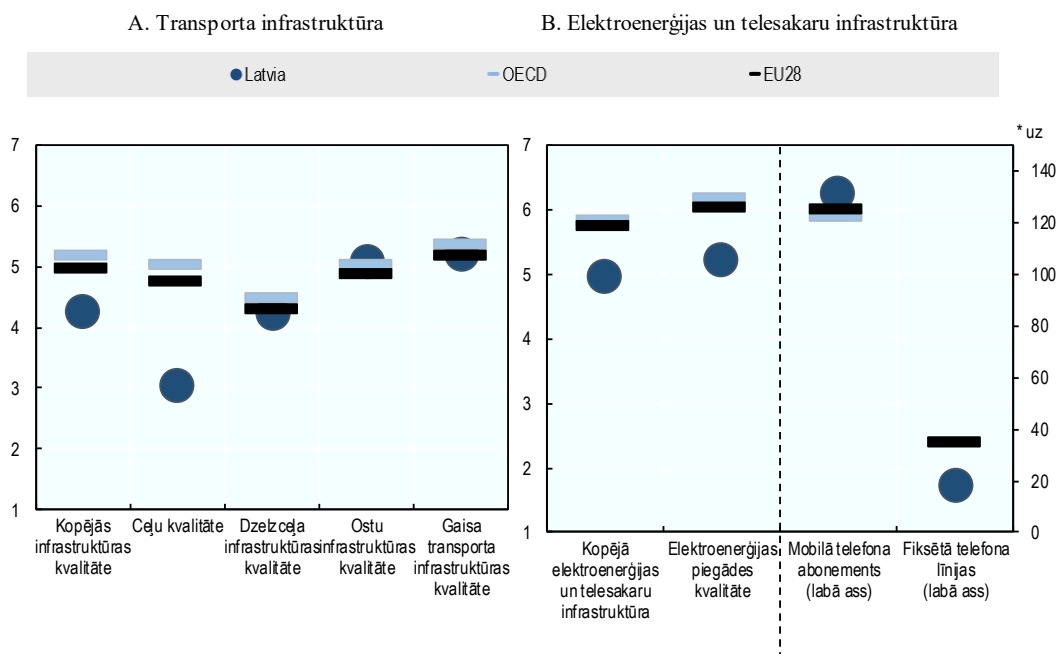 A. Transporta infrastruktūra
B. Elektroenerģijas un telesakaru infrastruktūra
Latvia
OECD
EU28
7
6
5
4
3
2
1
Kopējās
infrastruktūras
kvalitāte
Ceļu kvalitāte
Dzelzceļa
infrastruktūras
kvalitāte
Ostu
infrastruktūras
kvalitāte
Gaisa
transporta
infrastruktūras
kvalitāte
7
6
5
4
3
2
1
* uz
140
120
100
80
60
40
20
0
Kopējā
elektroenerģijas
un telesakaru
infrastruktūra
Elektroenerģijas
piegādes
kvalitāte
Mobilā telefona
abonements
(labā ass)
Fiksētā telefona
līnijas
(labā ass)